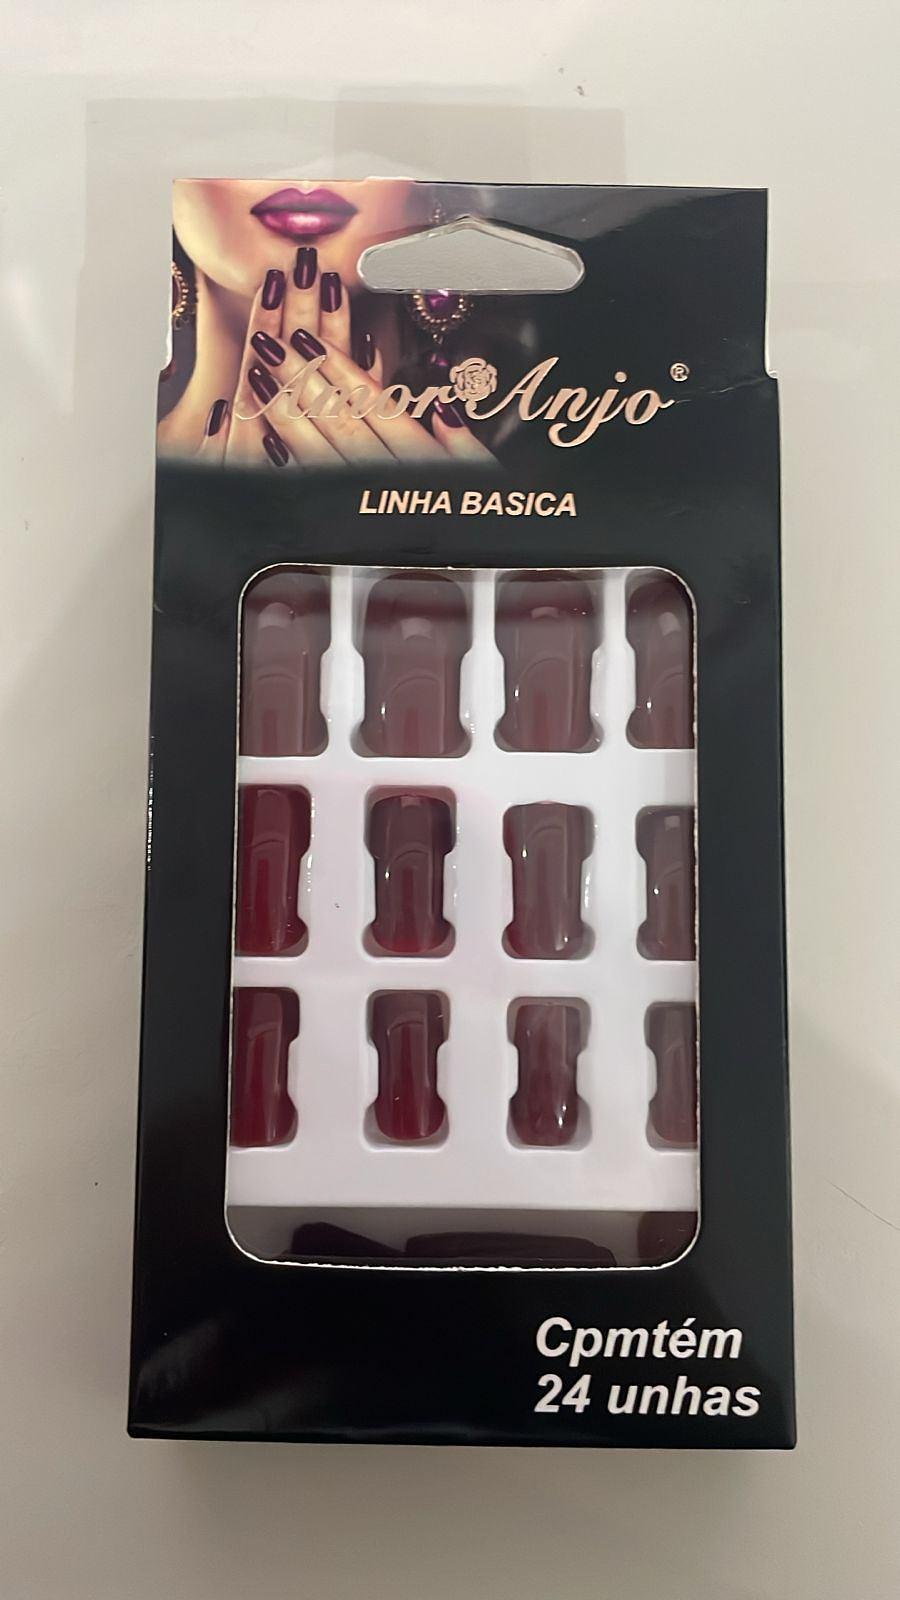 Amor Anjo®
LINHA BASICA
Cpmtém
24 unhas